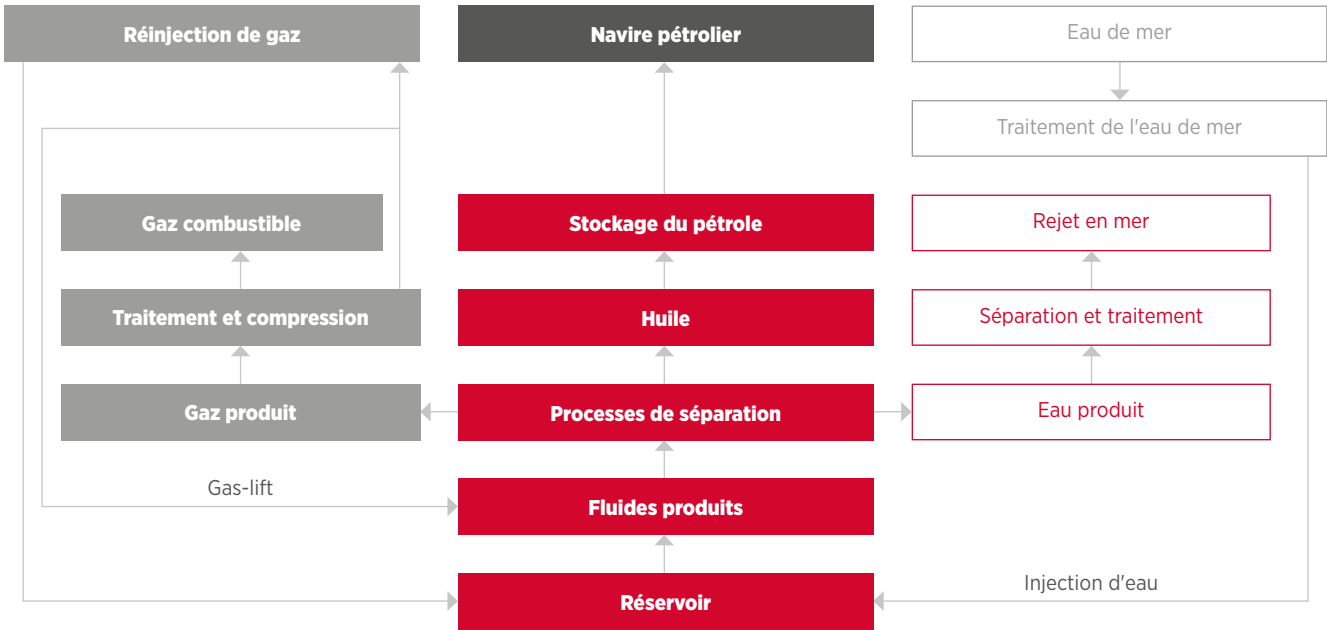 Réinjection de gaz
Navire pétrolier
Eau de mer
Traitement de l'eau de mer
Gaz combustible
Stockage du pétrole
Rejet en mer
Traitement et compression
Huile
Séparation et traitement
Gaz produit
Processes de séparation
Eau produit
Gas-lift
Fluides produits
Injection d'eau
Réservoir